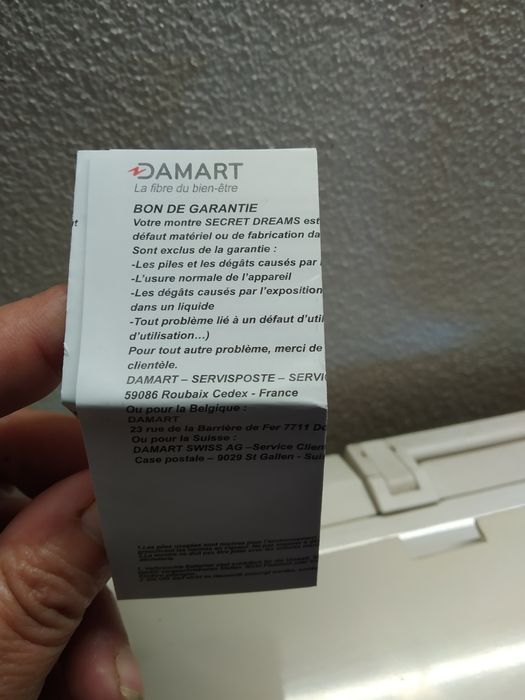 DAMART
La fibre du bien-être
BON DE GARANTIE
Votre montre SECRET DREAMS est
défaut matériel ou de fabrication da
Sont exclus de la garantie :
-Les piles et les dégâts causés par
-L'usure normale de l'appareil
-Les dégâts causés par l'exposition
dans un liquide
-Tout problème lié à un défaut d'util
d'utilisation...)
Pour tout autre problème, merci de
clientèle.
DAMART – SERVISPOSTE – SERVI
59086 Roubaix Cedex - France
Ou pour la Belgique :
DAMART
23 rue de la Barrière de Fer 7711 Do
Ou pour la Suisse :
DAMART SWISS AG –Service Clien
Case postale – 9029 St Gallen - Sui